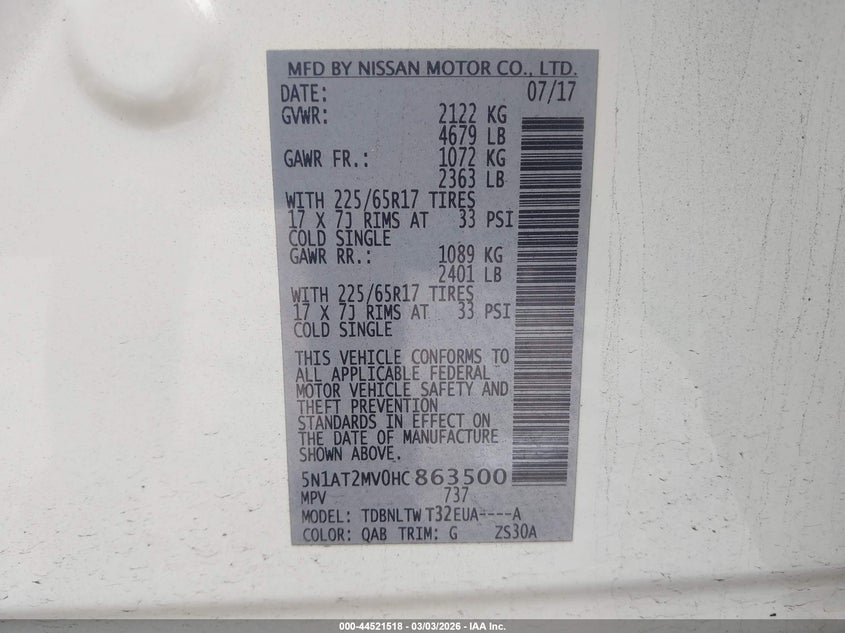 MFD BY NISSAN MOTOR CO., LTD.
DATE: 07/17
GVWR: 2122 KG
4679 LB
GAWR FR.: 1072 KG
2363 LB
WITH 225/65R17 TIRES
17 X 7J RIMS AT 33 PSI
COLD SINGLE
GAWR RR.: 1089 KG
2401 LB
WITH 225/65R17 TIRES
17 X 7J RIMS AT 33 PSI
COLD SINGLE
THIS VEHICLE CONFORMS TO
ALL APPLICABLE FEDERAL
MOTOR VEHICLE SAFETY AND
THEFT PREVENTION
STANDARDS IN EFFECT ON
THE DATE OF MANUFACTURE
SHOWN ABOVE.
5N1AT2MV0HC863500
MPV 737
MODEL: TDBNLTW T32EUA----A
COLOR: QAB TRIM: G ZS30A
000-44521518 - 03/03/2026 - IAA Inc.